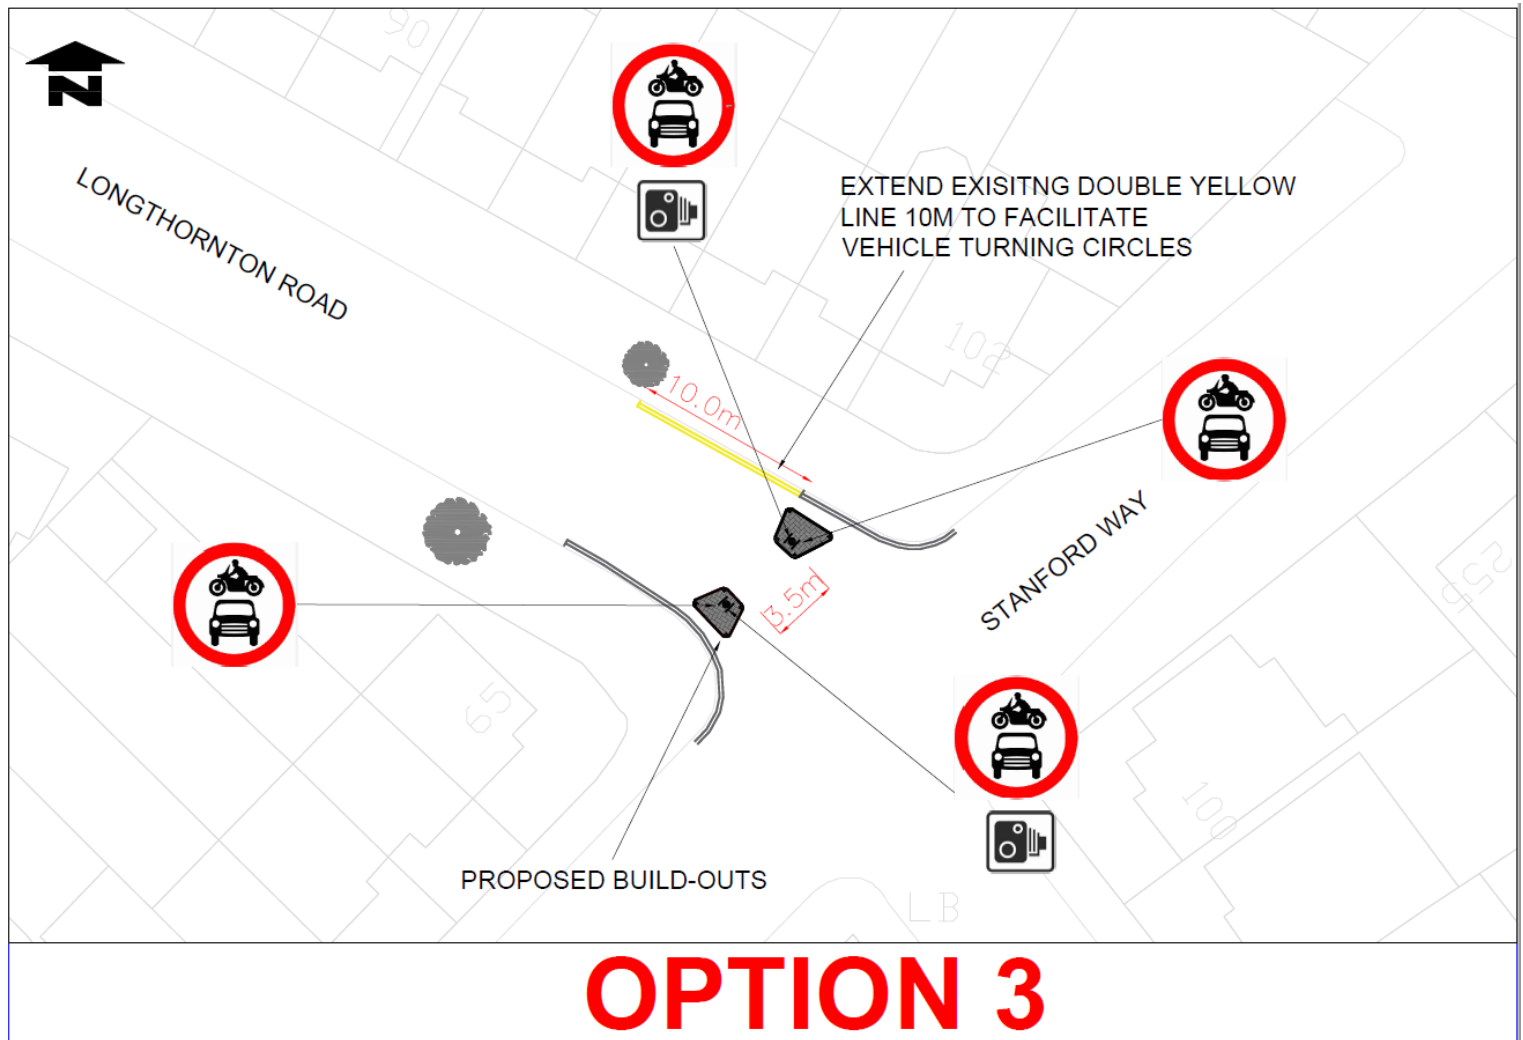 90
N
LONGTHORNTON ROAD
EXTEND EXISITNG DOUBLE YELLOW
LINE 10M TO FACILITATE
VEHICLE TURNING CIRCLES
102
10.0m
STANFORD WAY
255
3.5m
65
100
PROPOSED BUILD-OUTS
LB
OPTION 3